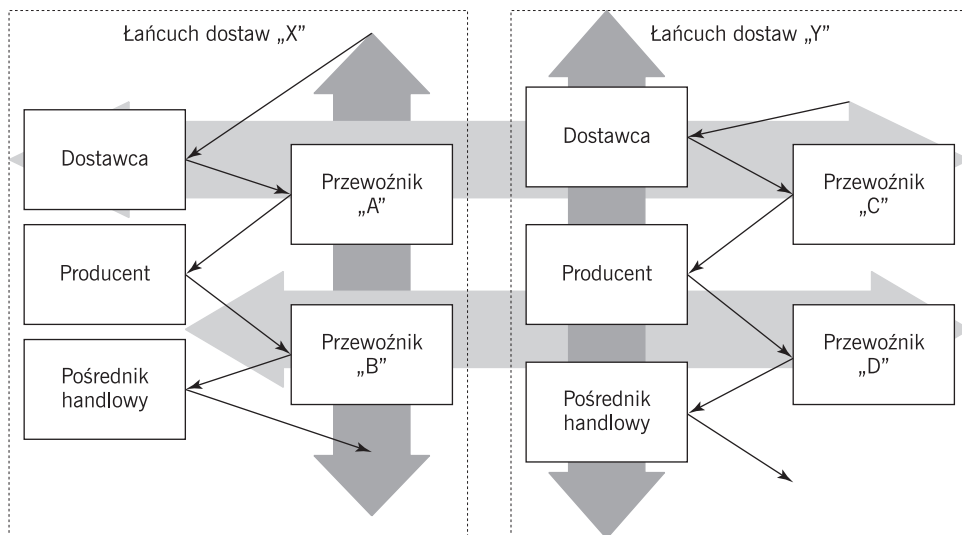 Łańcuch dostaw „X”
Dostawca
Przewoźnik
„A”
Producent
Przewoźnik
„B”
Pośrednik
handlowy
Łańcuch dostaw „Y”
Dostawca
Przewoźnik
„C”
Producent
Przewoźnik
„D”
Pośrednik
handlowy